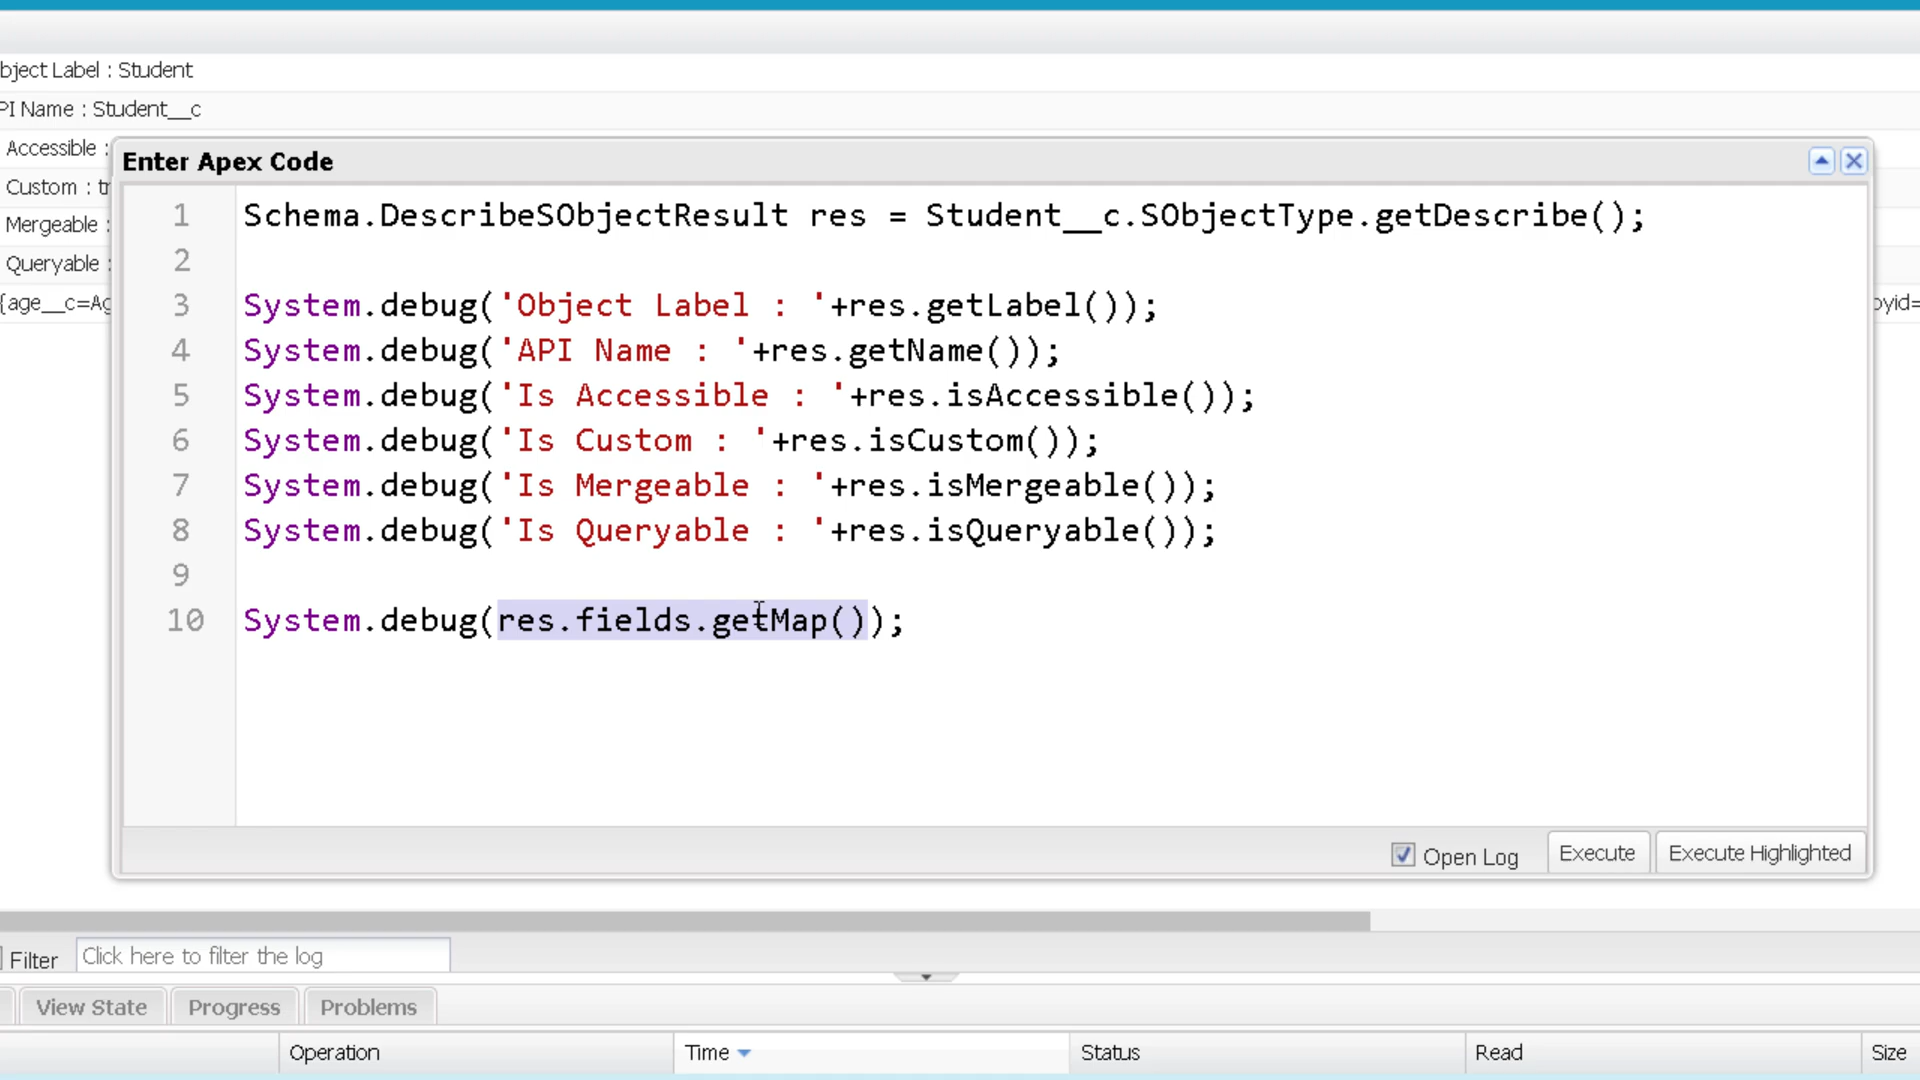 bject Label : Student
PI Name : Student__c
Accessible :
Custom : tr
Mergeable :
Queryable :
{age__c=Ag
oyid=
Enter Apex Code
1 Schema.DescribeSObjectResult res = Student__c.SObjectType.getDescribe();
2
3 System.debug('Object Label : '+res.getLabel());
4 System.debug('API Name : '+res.getName());
5 System.debug('Is Accessible : '+res.isAccessible());
6 System.debug('Is Custom : '+res.isCustom());
7 System.debug('Is Mergeable : '+res.isMergeable());
8 System.debug('Is Queryable : '+res.isQueryable());
9
10 System.debug(res.fields.getMap());
Open Log Execute Execute Highlighted
Filter Click here to filter the log
View State Progress Problems
Operation Time Status Read Size